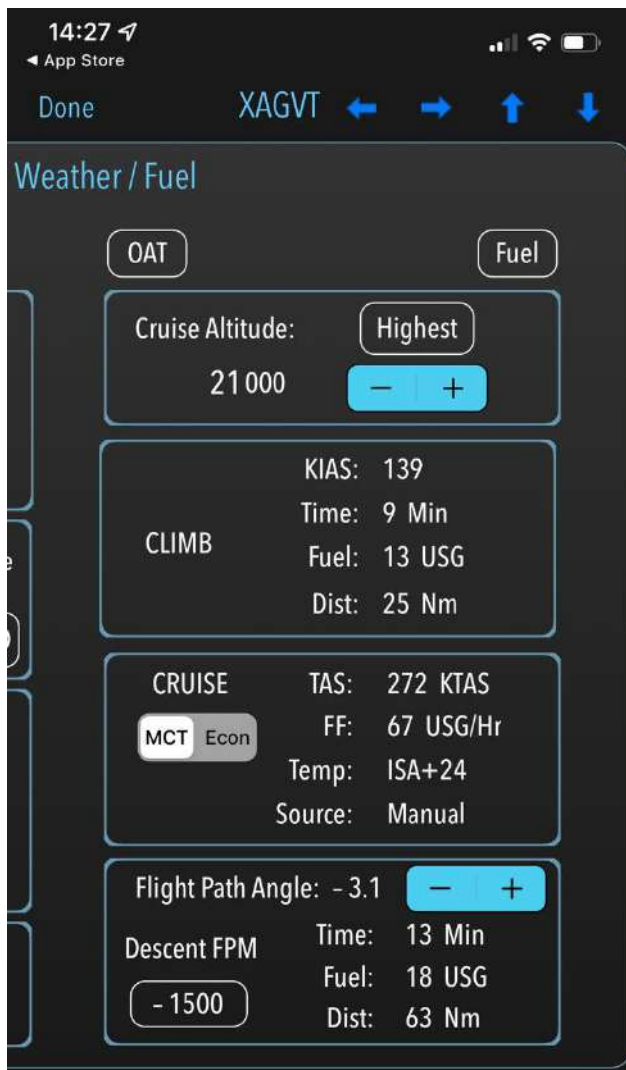 14:27
◀ App Store
Done XAGVT
Weather / Fuel
OAT Fuel
Cruise Altitude: Highest
21000 − +
CLIMB
KIAS: 139
Time: 9 Min
Fuel: 13 USG
Dist: 25 Nm
CRUISE
MCT Econ
TAS: 272 KTAS
FF: 67 USG/Hr
Temp: ISA+24
Source: Manual
Flight Path Angle: – 3.1 − +
Descent FPM
– 1500
Time: 13 Min
Fuel: 18 USG
Dist: 63 Nm